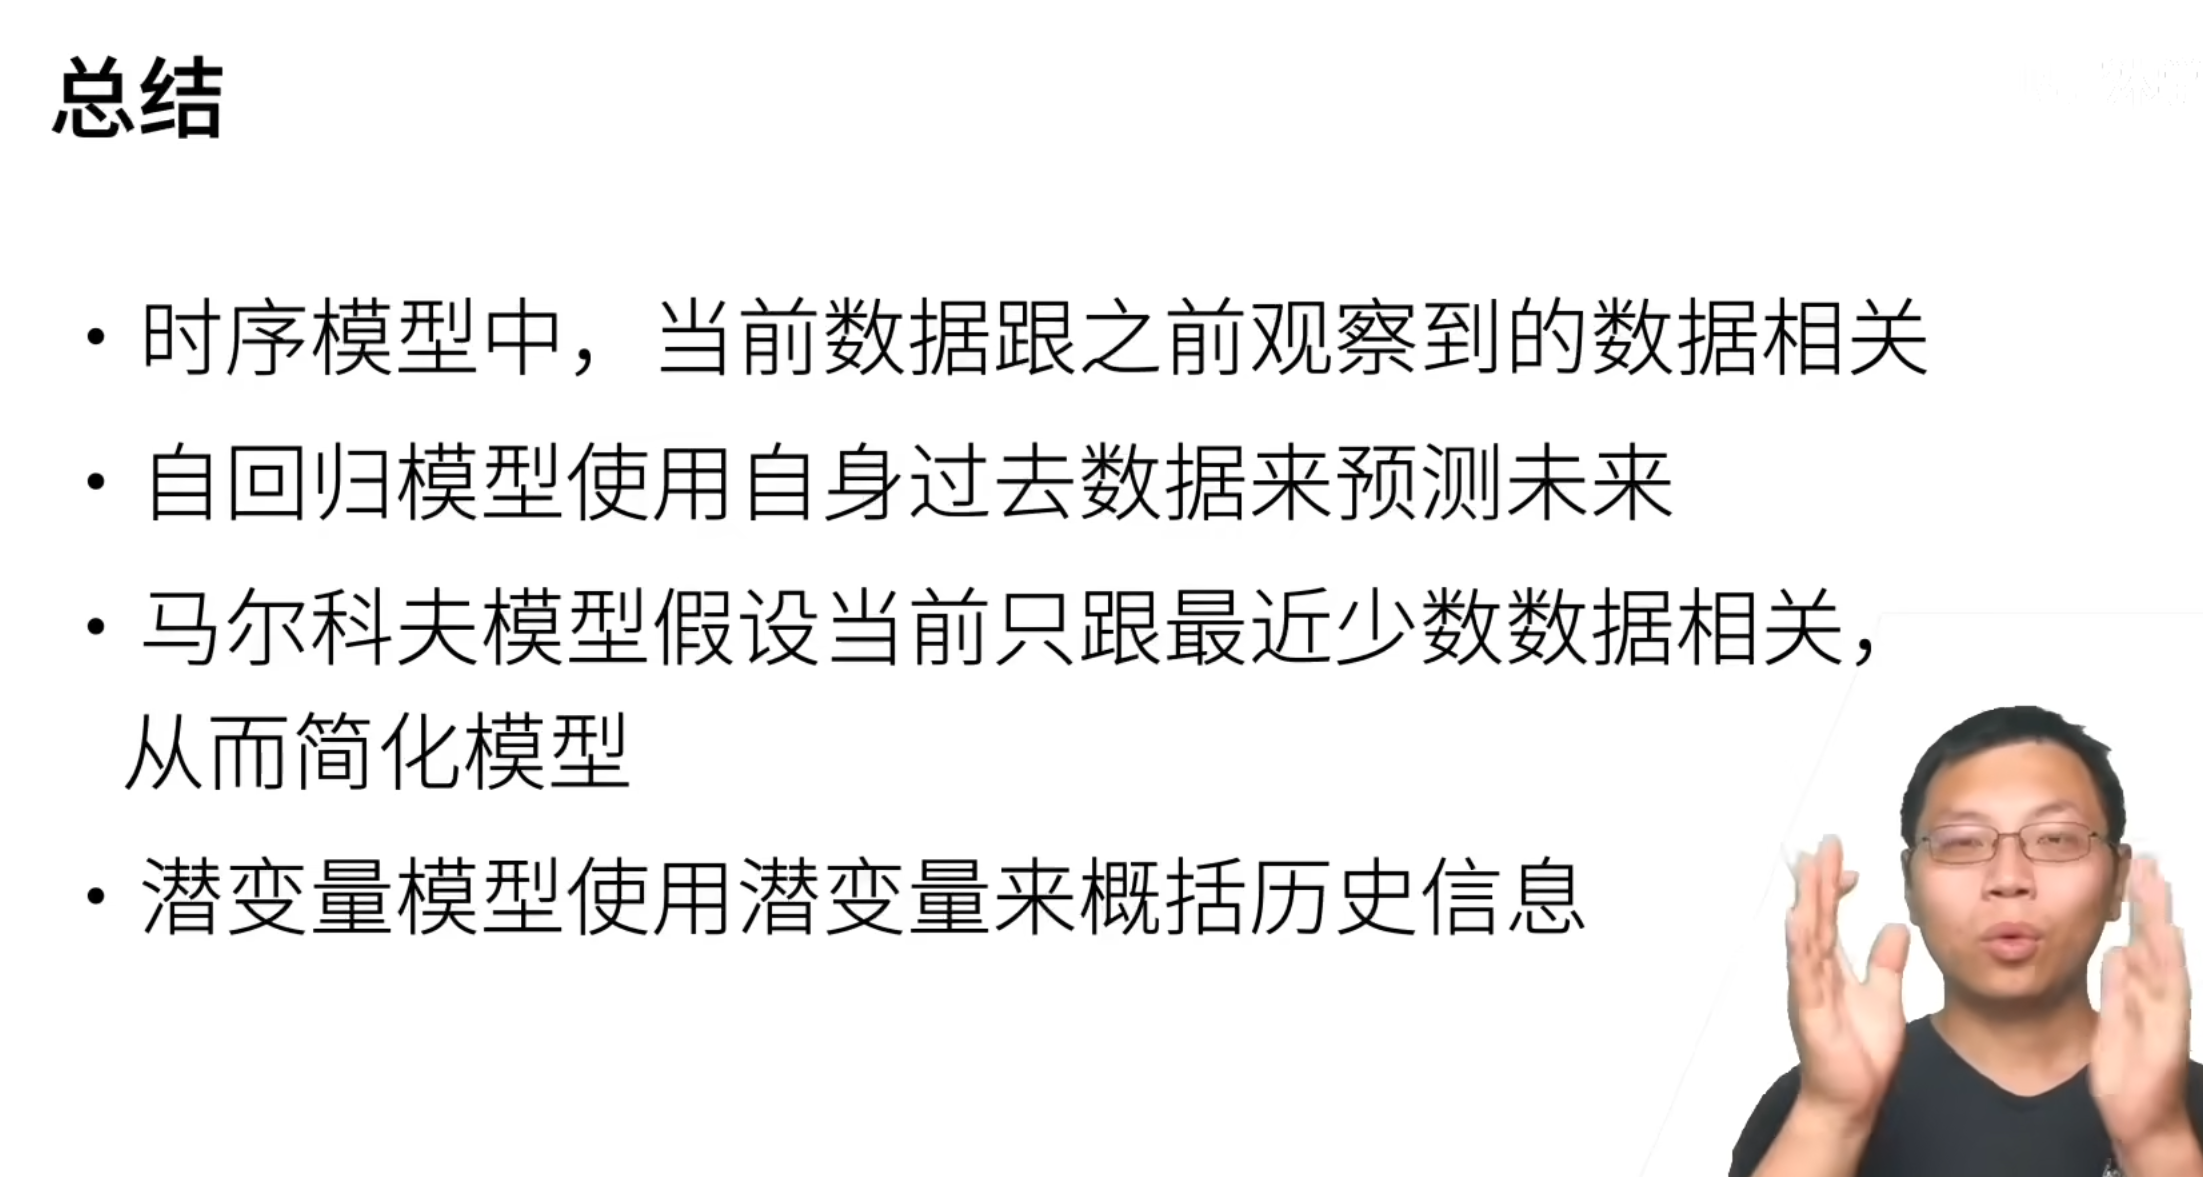 总结
• 时序模型中，当前数据跟之前观察到的数据相关
• 自回归模型使用自身过去数据来预测未来
• 马尔科夫模型假设当前只跟最近少数数据相关，
从而简化模型
• 潜变量模型使用潜变量来概括历史信息